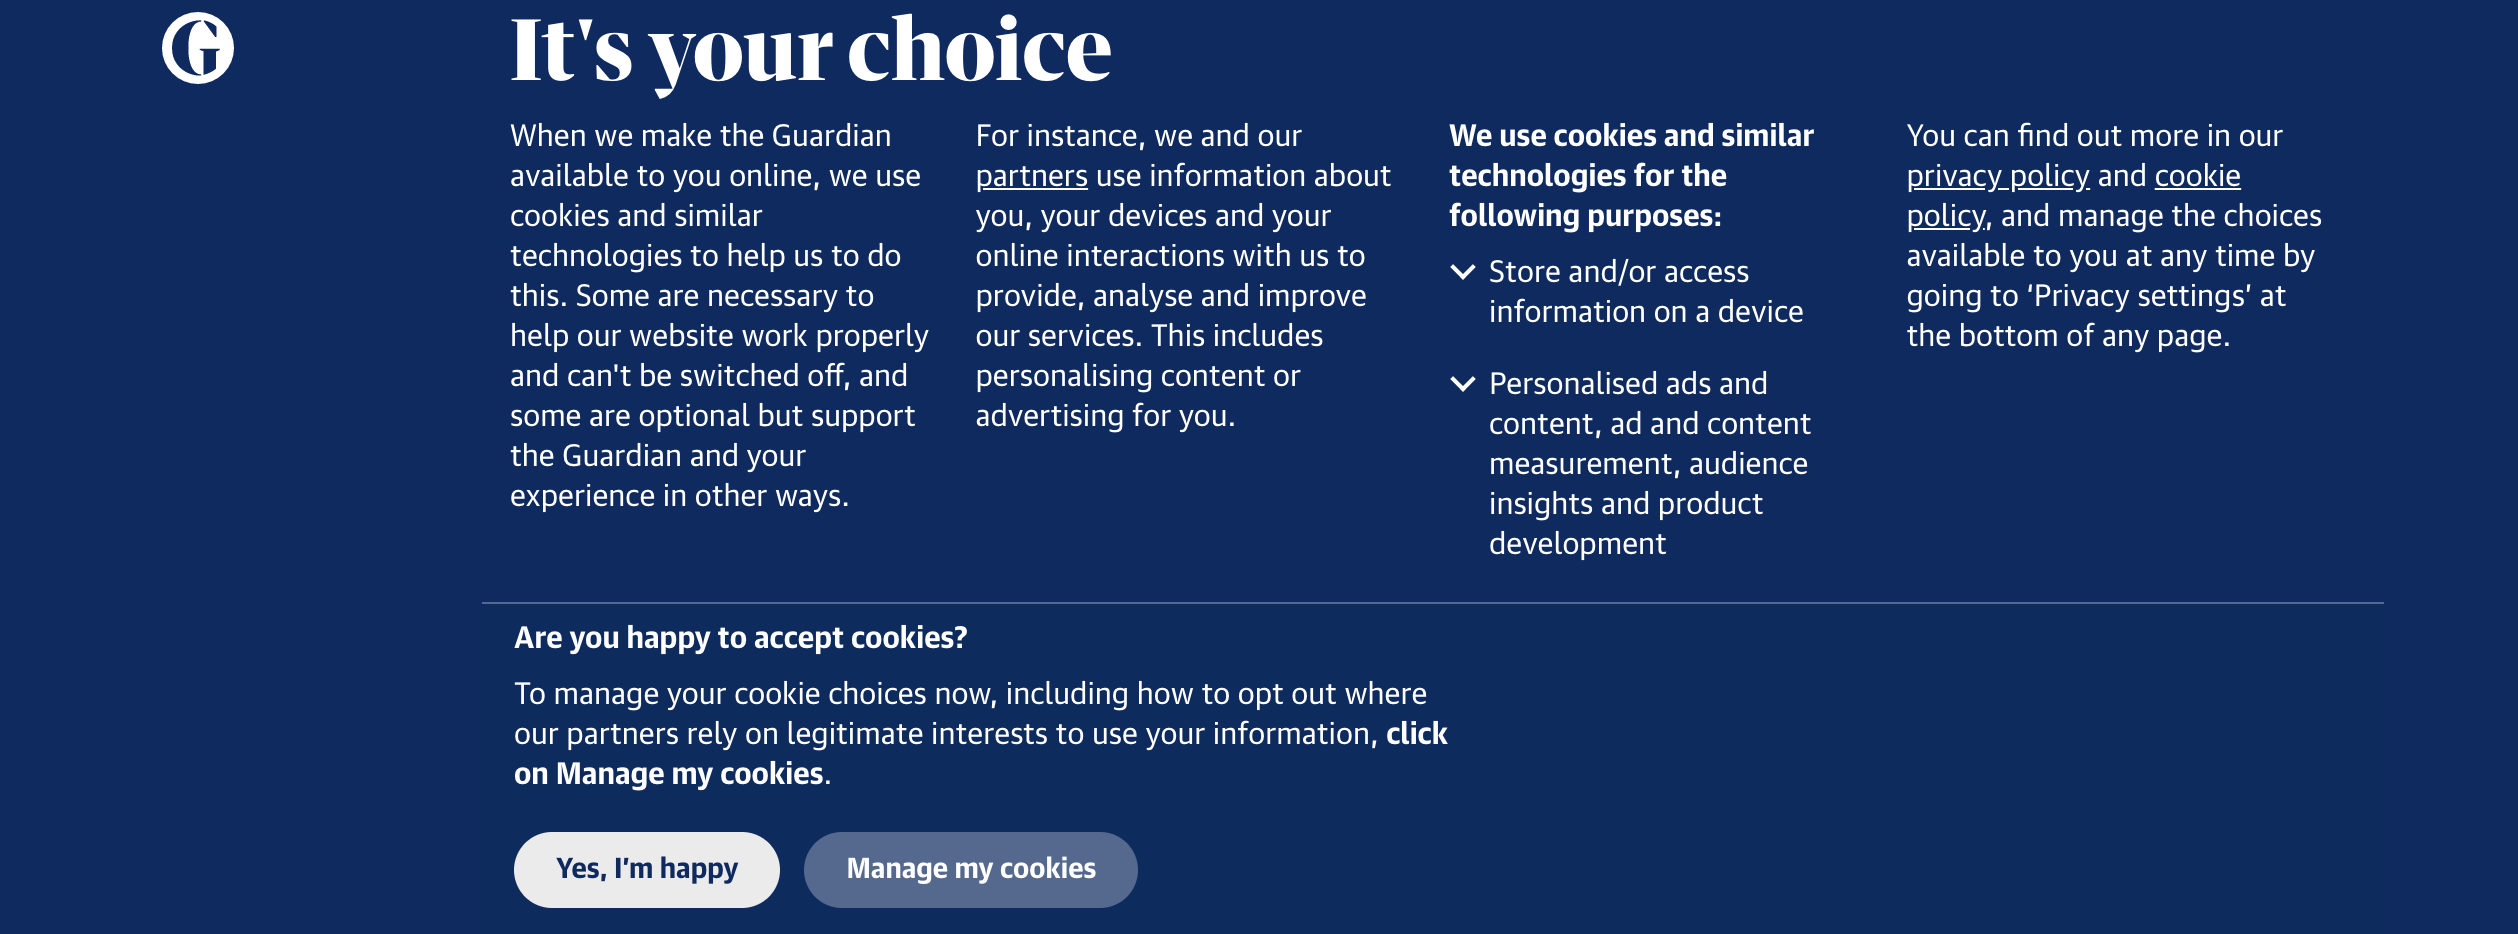 G
It's your choice
When we make the Guardian
available to you online, we use
cookies and similar
technologies to help us to do
this. Some are necessary to
help our website work properly
and can't be switched off, and
some are optional but support
the Guardian and your
experience in other ways.
For instance, we and our
partners use information about
you, your devices and your
online interactions with us to
provide, analyse and improve
our services. This includes
personalising content or
advertising for you.
We use cookies and similar
technologies for the
following purposes:
Store and/or access
information on a device
Personalised ads and
content, ad and content
measurement, audience
insights and product
development
You can find out more in our
privacy policy and cookie
policy, and manage the choices
available to you at any time by
going to ‘Privacy settings’ at
the bottom of any page.
Are you happy to accept cookies?
To manage your cookie choices now, including how to opt out where
our partners rely on legitimate interests to use your information, click
on Manage my cookies.
Yes, I’m happy
Manage my cookies